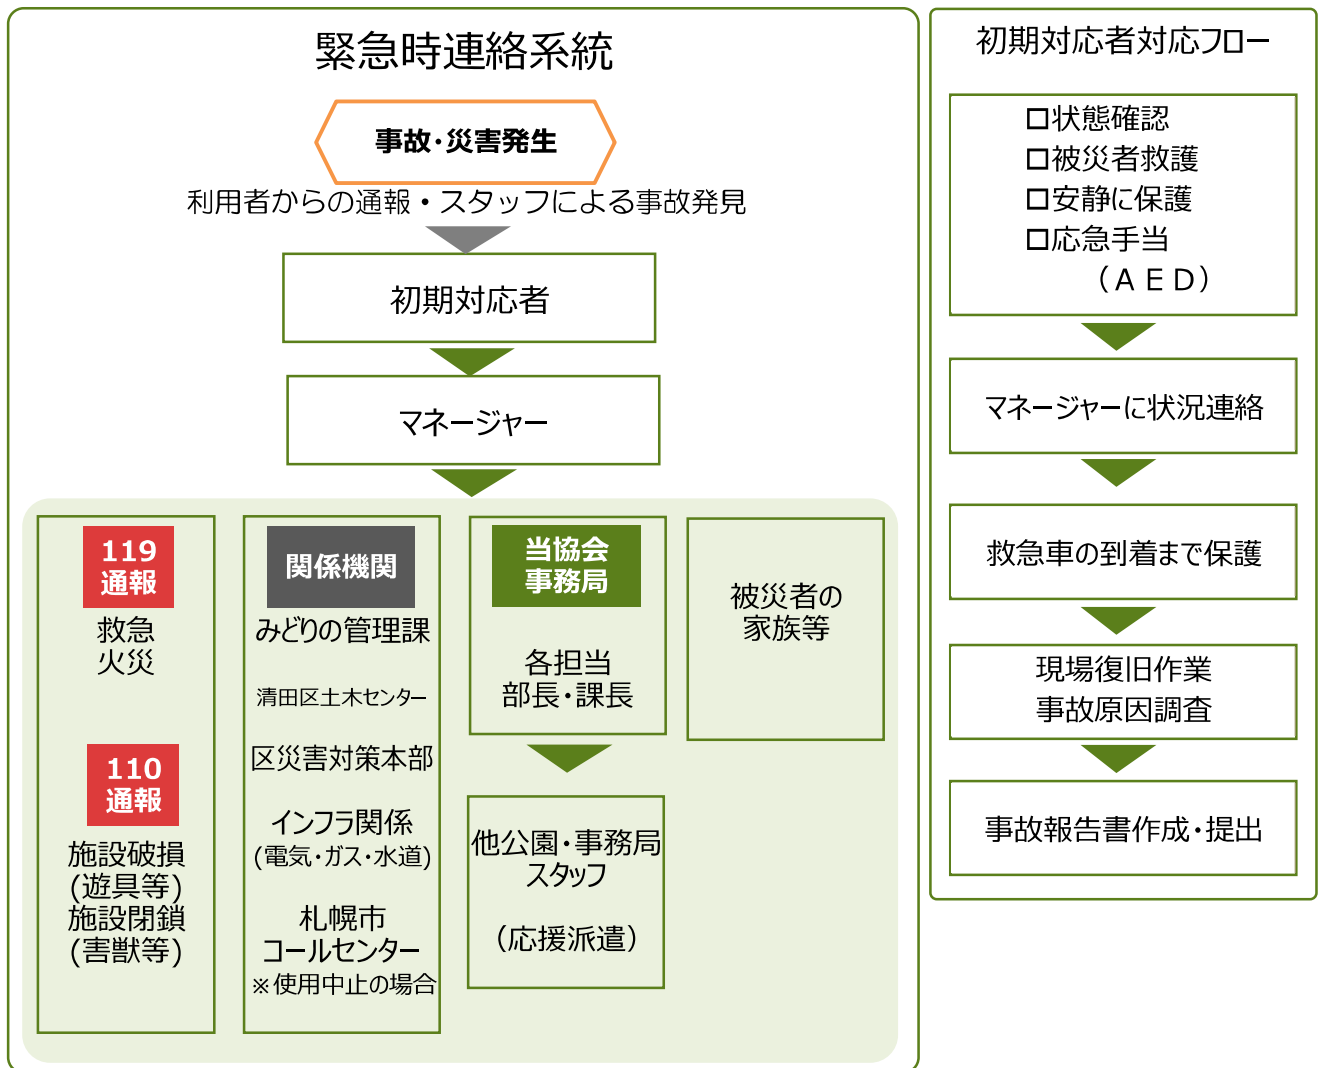 緊急時連絡系統
事故・災害発生
利用者からの通報・スタッフによる事故発見
初期対応者
マネージャー
119
通報
救急
火災
110
通報
施設破損
(遊具等)
施設閉鎖
(害獣等)
関係機関
みどりの管理課
清田区土木センター
区災害対策本部
インフラ関係
(電気・ガス・水道)
札幌市
コールセンター
※使用中止の場合
当協会
事務局
各担当
部長・課長
他公園・事務局
スタッフ
（応援派遣）
被災者の
家族等
初期対応者対応フロー
□状態確認
□被災者救護
□安静に保護
□応急手当
（ＡＥＤ）
マネージャーに状況連絡
救急車の到着まで保護
現場復旧作業
事故原因調査
事故報告書作成・提出